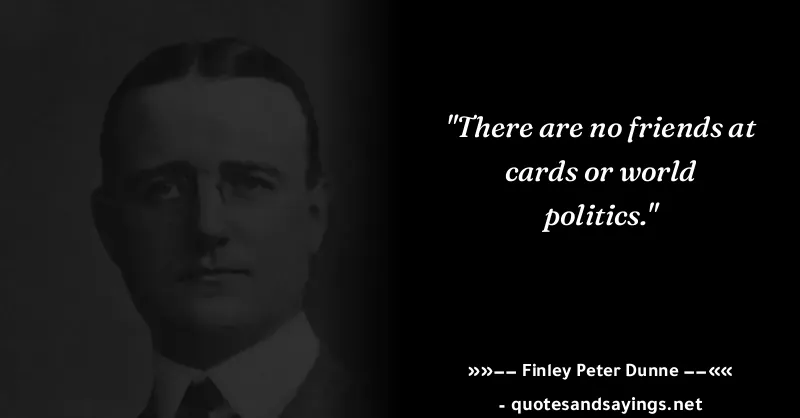 "There are no friends at
cards or world
politics."
»»–– Finley Peter Dunne ––««
- quotesandsayings.net